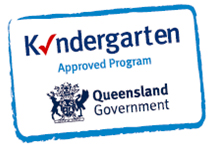 Kindergarten
Approved Program
Queensland
Government